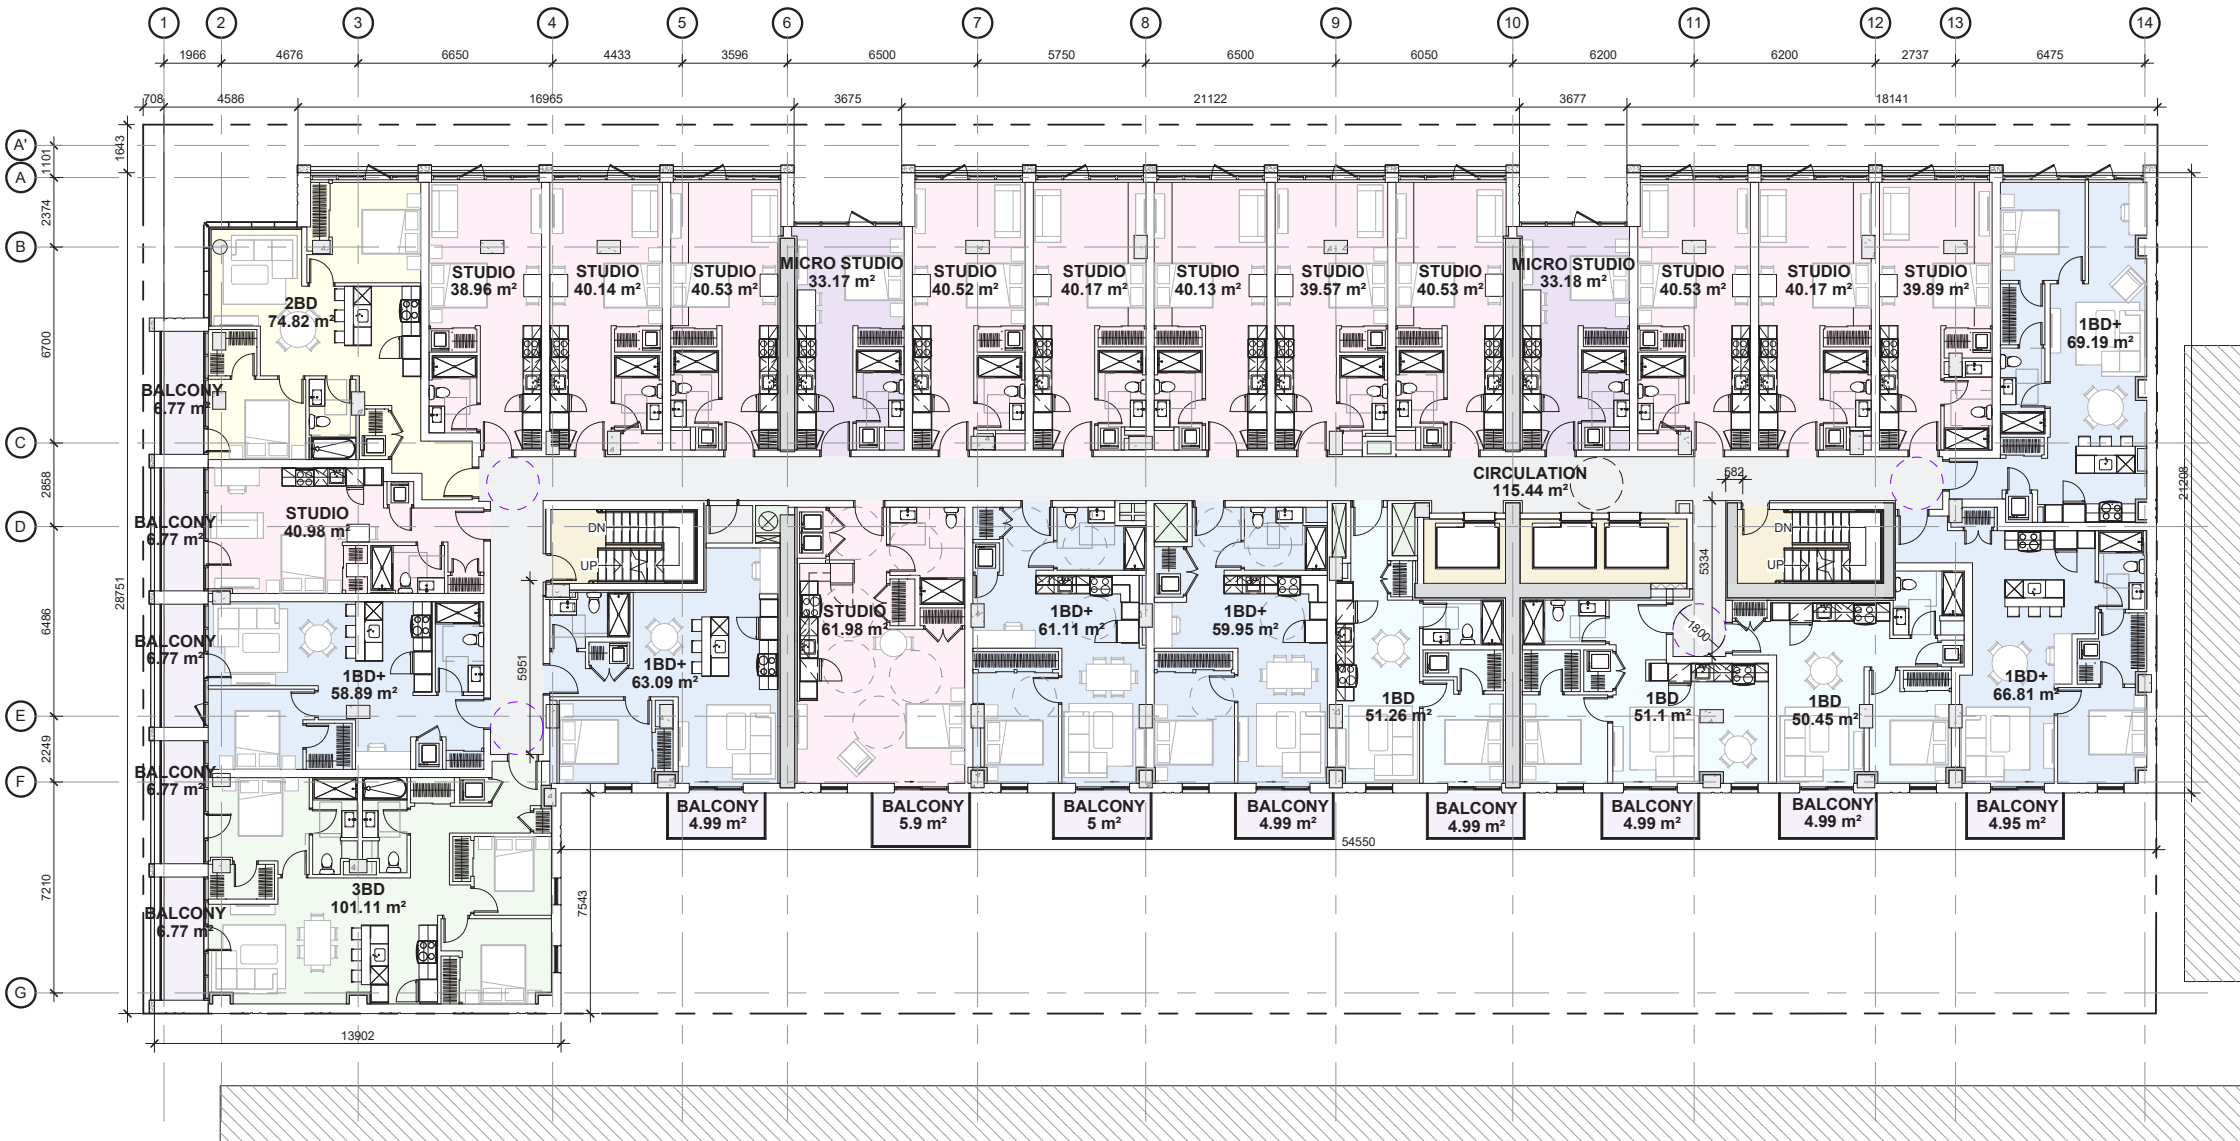 1 2 3 4 5 6 7 8 9 10 11 12 13 14
1966 4676 6650 4433 3596 6500 5750 6500 6050 6200 6200 2737 6475
708 4586 16965 3675 21122 3677 18141
A'
A
B
C
D
E
F
G
1101
2374
6700
2858
6486
2249
7210
1643
28751
STUDIO
38.96 m²
STUDIO
40.14 m²
STUDIO
40.53 m²
MICRO STUDIO
33.17 m²
STUDIO
40.52 m²
STUDIO
40.17 m²
STUDIO
40.13 m²
STUDIO
39.57 m²
STUDIO
40.53 m²
MICRO STUDIO
33.18 m²
STUDIO
40.53 m²
STUDIO
40.17 m²
STUDIO
39.89 m²
2BD
74.82 m²
1BD+
69.19 m²
BALCONY
6.77 m²
CIRCULATION
115.44 m²
582
21208
BALCONY
6.77 m²
STUDIO
40.98 m²
DN
UP
DN
UP
5334
BALCONY
6.77 m²
1BD+
58.89 m²
5951
1BD+
63.09 m²
STUDIO
61.98 m²
1BD+
61.11 m²
1BD+
59.95 m²
1BD
51.26 m²
1BD
51.1 m²
1800
1BD
50.45 m²
1BD+
66.81 m²
BALCONY
6.77 m²
BALCONY
4.99 m²
BALCONY
5.9 m²
BALCONY
5 m²
BALCONY
4.99 m²
BALCONY
4.99 m²
BALCONY
4.99 m²
BALCONY
4.99 m²
BALCONY
4.95 m²
54550
BALCONY
6.77 m²
3BD
101.11 m²
7543
13902